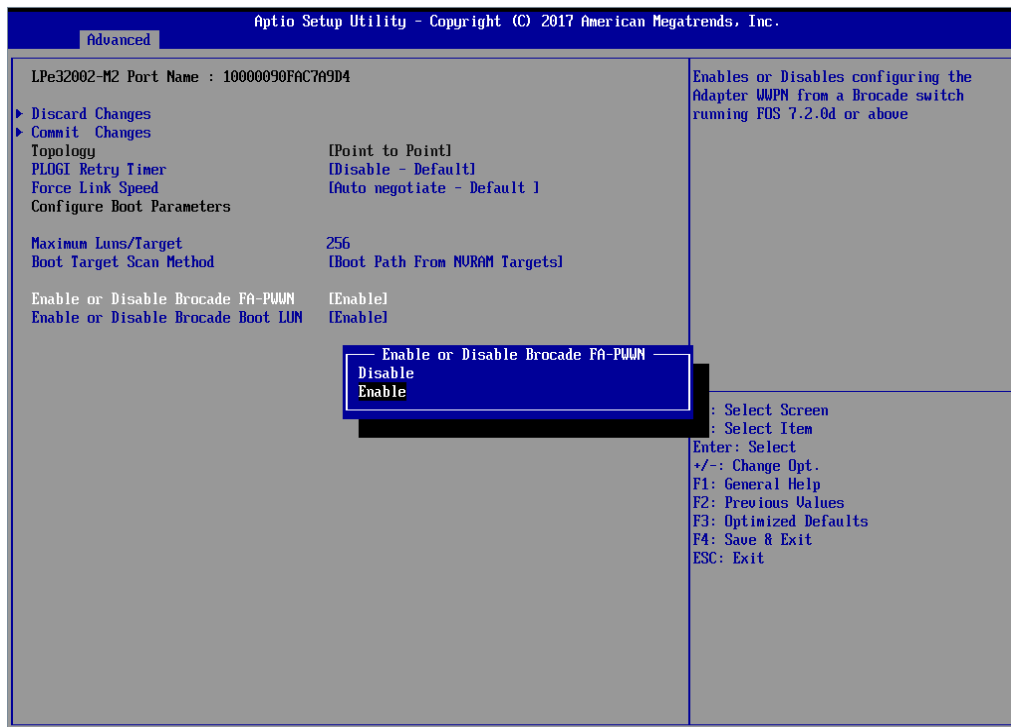 Aptio Setup Utility - Copyright (C) 2017 American Megatrends, Inc.
Advanced
LPe32002-M2 Port Name : 10000090FAC7A9D4
Discard Changes
Commit Changes
Topology [Point to Point]
PLOGI Retry Timer [Disable - Default]
Force Link Speed [Auto negotiate - Default ]
Configure Boot Parameters
Maximum Luns/Target 256
Boot Target Scan Method [Boot Path From NVRAM Targets]
Enable or Disable Brocade FA-PWWN [Enable]
Enable or Disable Brocade Boot LUN [Enable]
Enable or Disable Brocade FA-PWWN
Disable
Enable
Enables or Disables configuring the
Adapter WWPN from a Brocade switch
running FOS 7.2.0d or above
: Select Screen
: Select Item
Enter: Select
+/-: Change Opt.
F1: General Help
F2: Previous Values
F3: Optimized Defaults
F4: Save & Exit
ESC: Exit